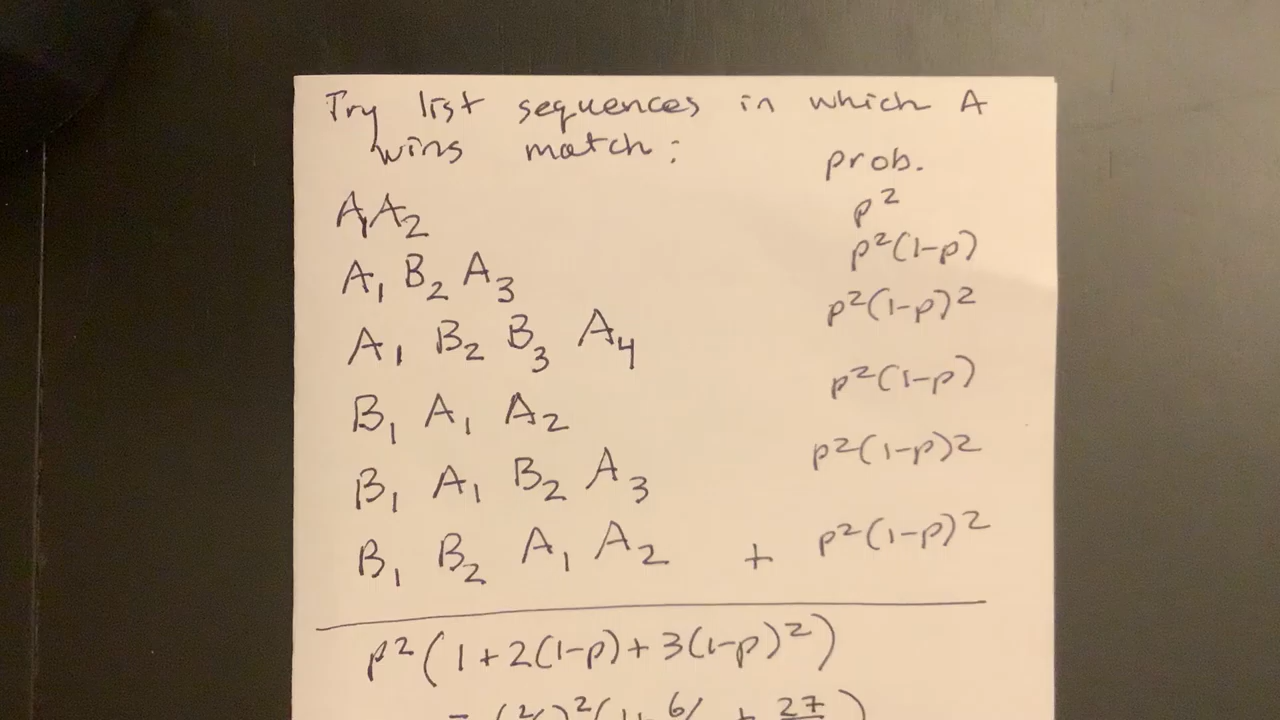 Try list sequences in which A
wins match:
prob.
A₁A₂ p²
A₁ B₂ A₃ p²(1-p)
A₁ B₂ B₃ A₄ p²(1-p)²
B₁ A₁ A₂ p²(1-p)
B₁ A₁ B₂ A₃ p²(1-p)²
B₁ B₂ A₁ A₂ + p²(1-p)²
p²(1+2(1-p)+3(1-p)²)